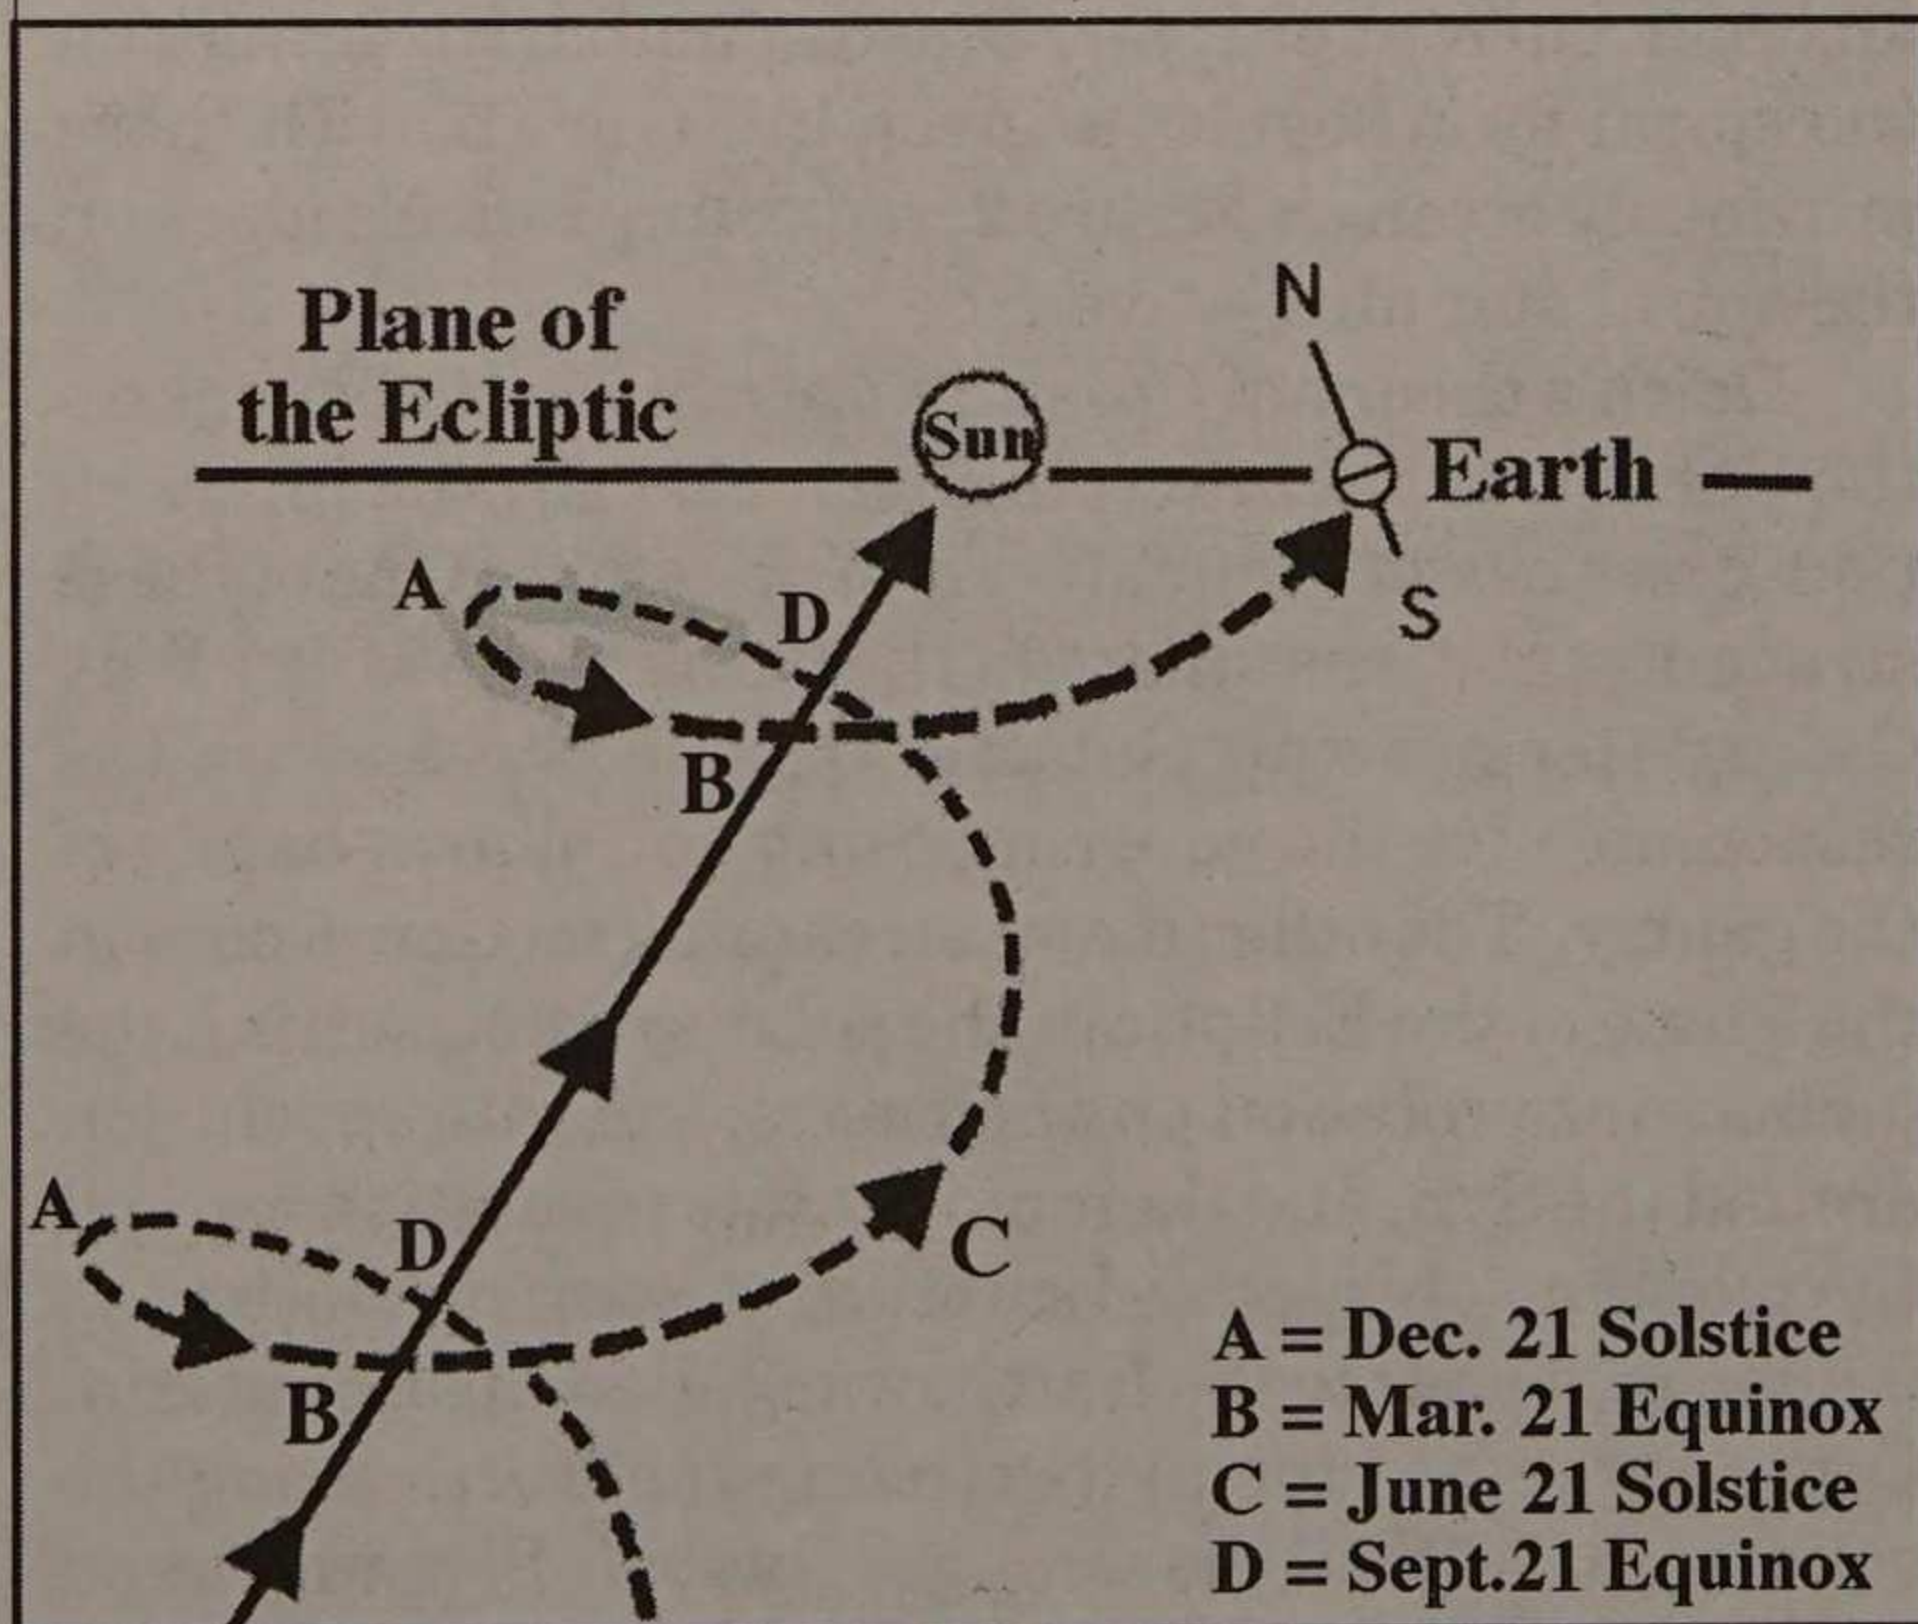 N
Plane of
the Ecliptic
Sun
Earth
A
D
S
B
A
D
C
B
A = Dec. 21 Solstice
B = Mar. 21 Equinox
C = June 21 Solstice
D = Sept.21 Equinox